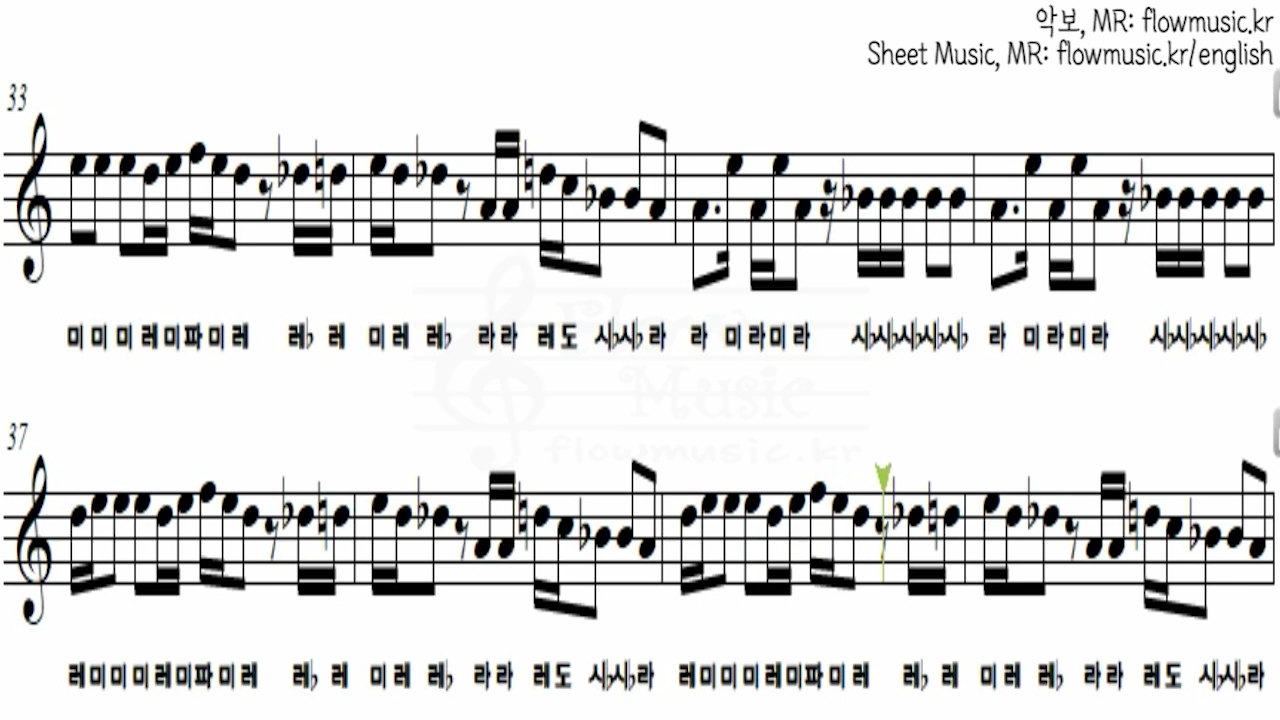 악보, MR: flowmusic.kr
Sheet Music, MR: flowmusic.kr/english
33
미 미 미 레 미 파 미 레 레♭ 레 미 레 레♭ 라 라 레 도 시♭시♭ 라 라 미 라 미 라 시♭시♭시♭시♭시♭ 라 미 라 미 라 시♭시♭시♭시♭시♭
Flow
Music
flowmusic.kr
37
레 미 미 미 레 미 파 미 레 레♭ 레 미 레 레♭ 라 라 레 도 시♭시♭ 라 레 미 미 미 레 미 파 미 레 레♭ 레 미 레 레♭ 라 라 레 도 시♭시♭ 라